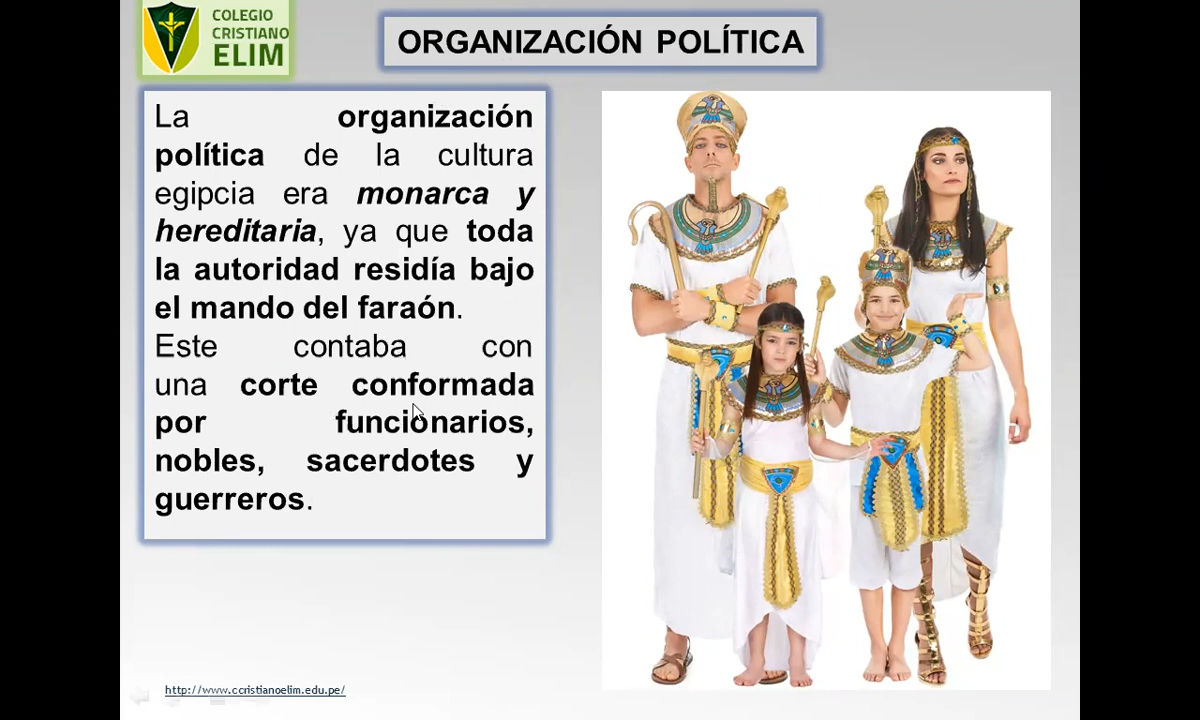 COLEGIO
CRISTIANO
ELIM
ORGANIZACIÓN POLÍTICA
La organización
política de la cultura
egipcia era monarca y
hereditaria, ya que toda
la autoridad residía bajo
el mando del faraón.
Este contaba con
una corte conformada
por funcionarios,
nobles, sacerdotes y
guerreros.
http://www.ccristianoelim.edu.pe/